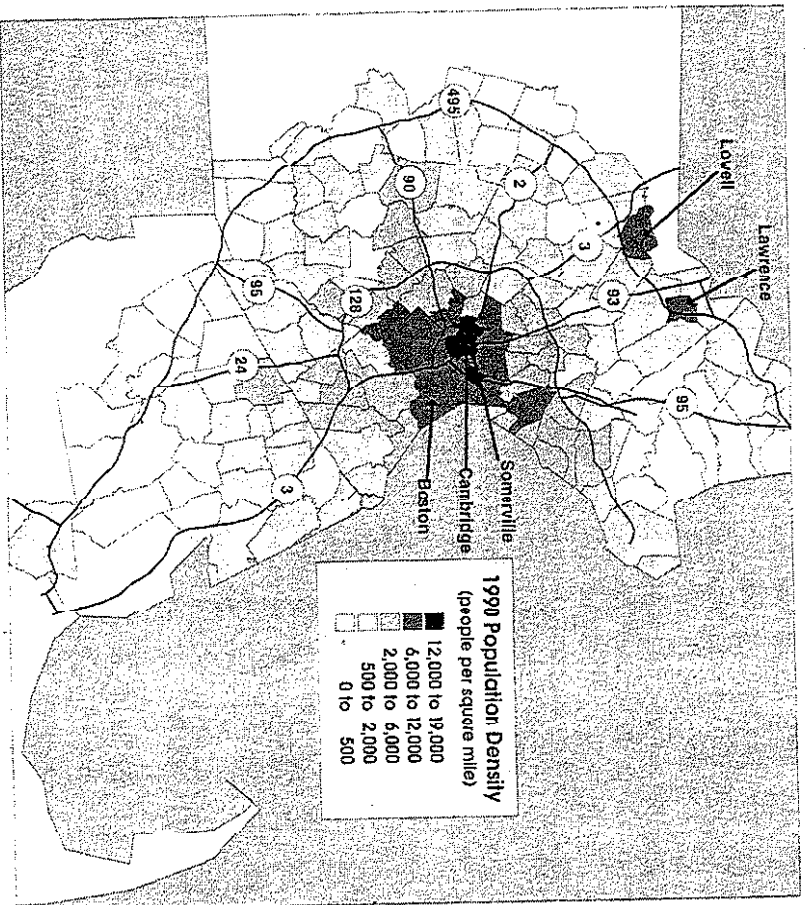 Lovell
Lawrence
495
2
3
93
90
95
128
95
24
3
Somerville
Cambridge
Boston
1990 Population Density
(people per square mile)
12,000 to 19,000
6,000 to 12,000
2,000 to 6,000
500 to 2,000
0 to 500